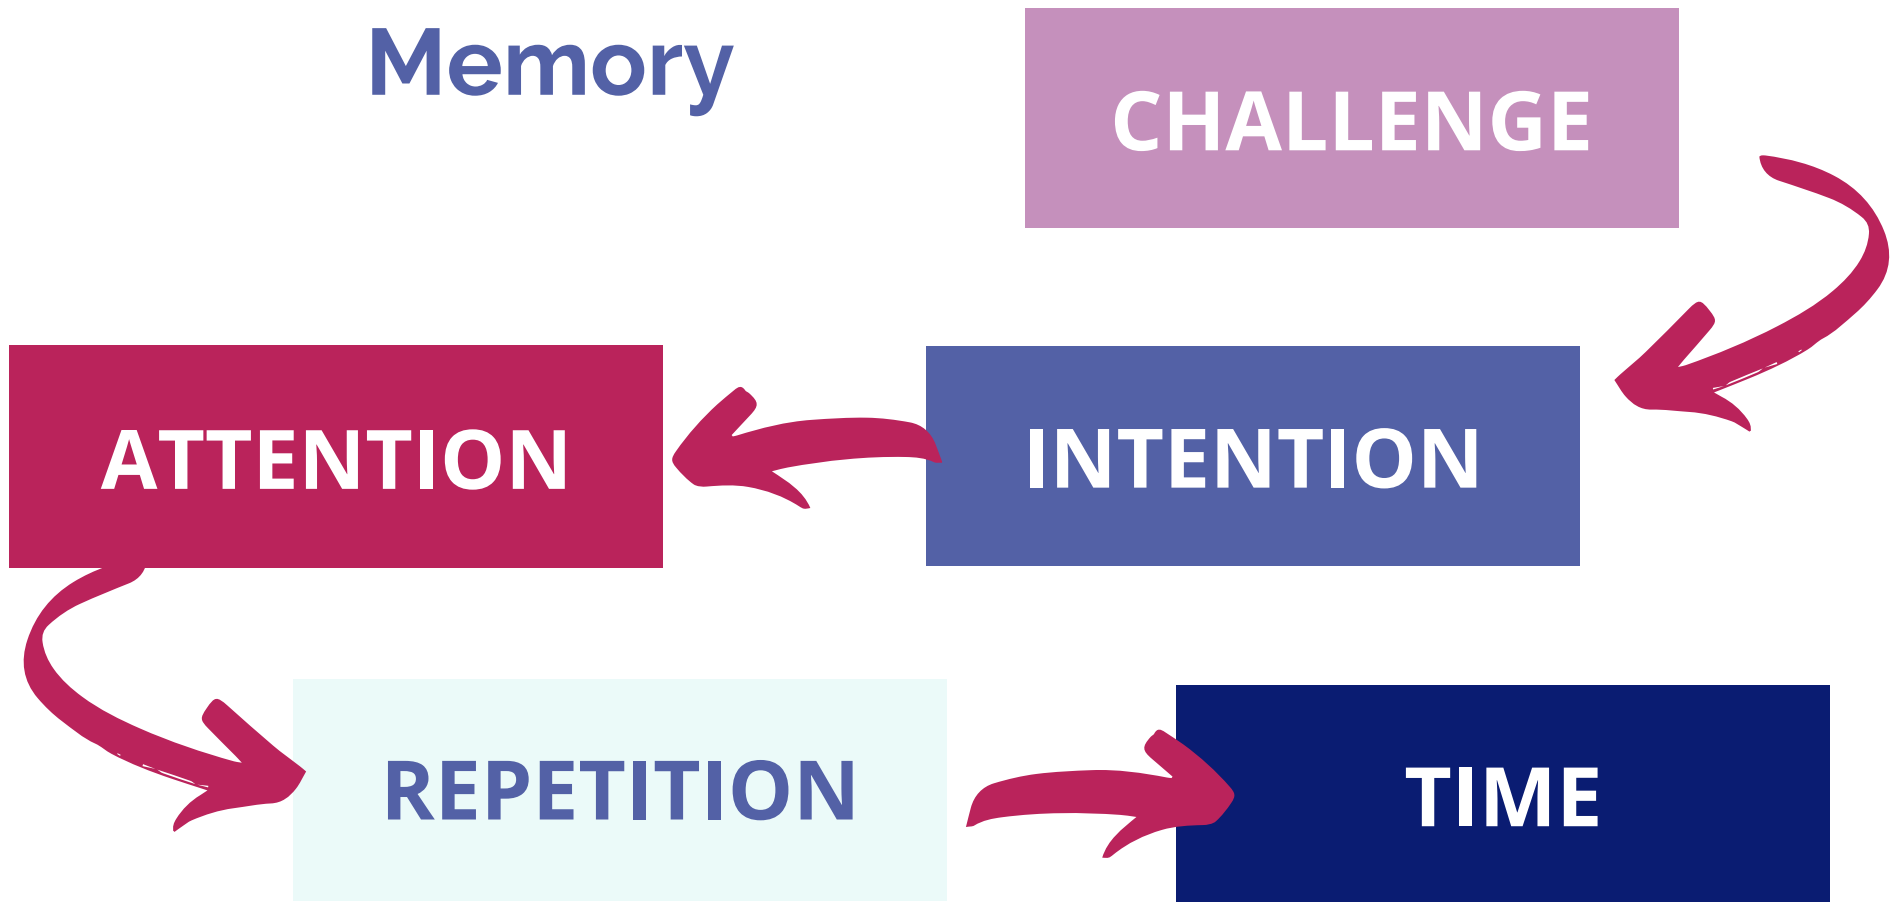 Memory
CHALLENGE
INTENTION
ATTENTION
REPETITION
TIME